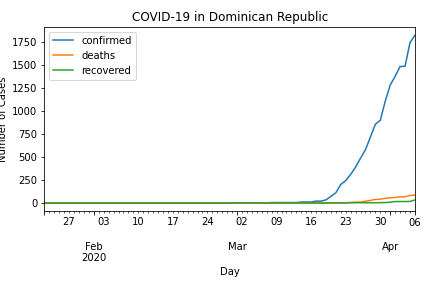 COVID-19 in Dominican Republic
confirmed
deaths
recovered
1750
1500
1250
1000
750
500
250
0
Number of Cases
27 03 10 17 24 02 09 16 23 30 06
Feb Mar Apr
2020
Day